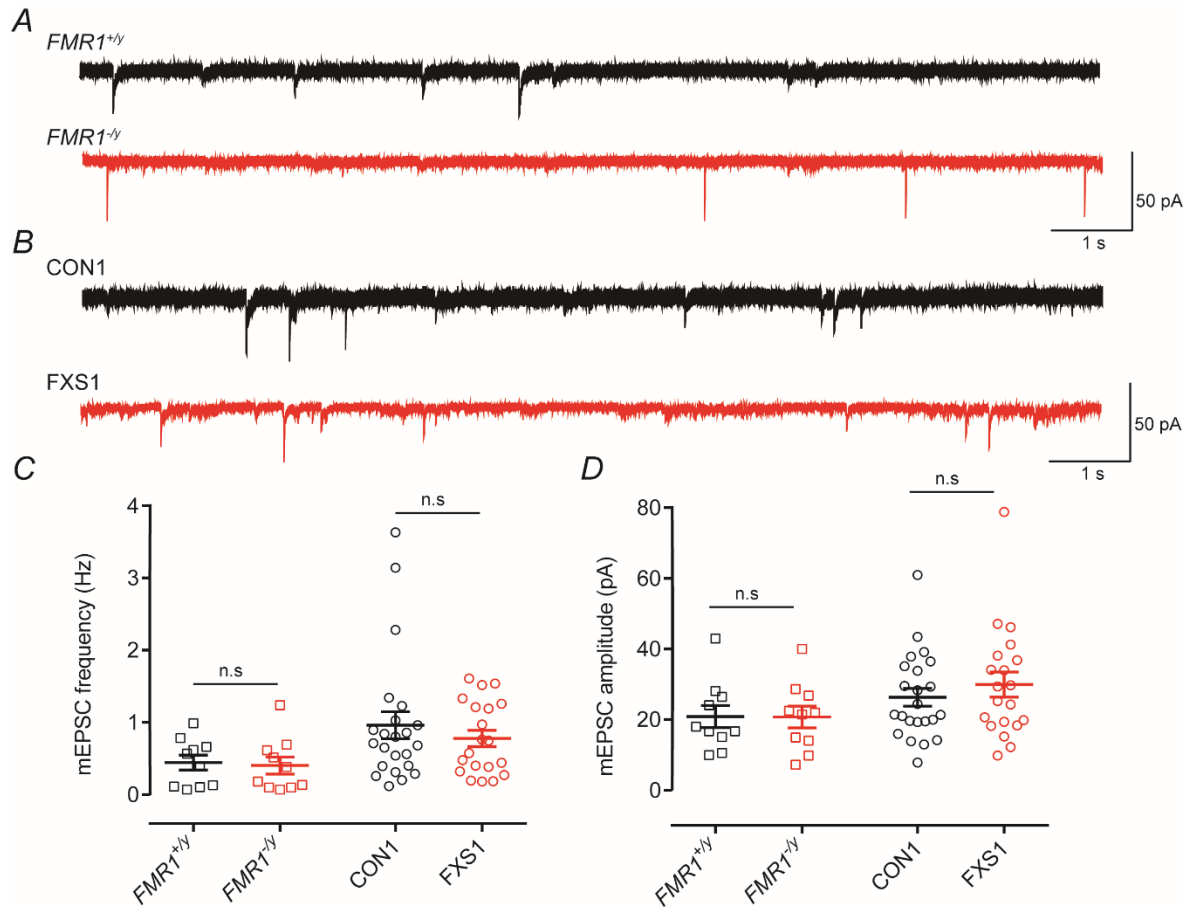 A
FMR1+/y
FMR1-/y
50 pA
1 s
B
CON1
FXS1
50 pA
1 s
C
mEPSC frequency (Hz)
4
3
2
1
0
n.s
n.s
FMR1+/y
FMR1-/y
CON1
FXS1
D
mEPSC amplitude (pA)
80
60
40
20
0
n.s
n.s
FMR1+/y
FMR1-/y
CON1
FXS1